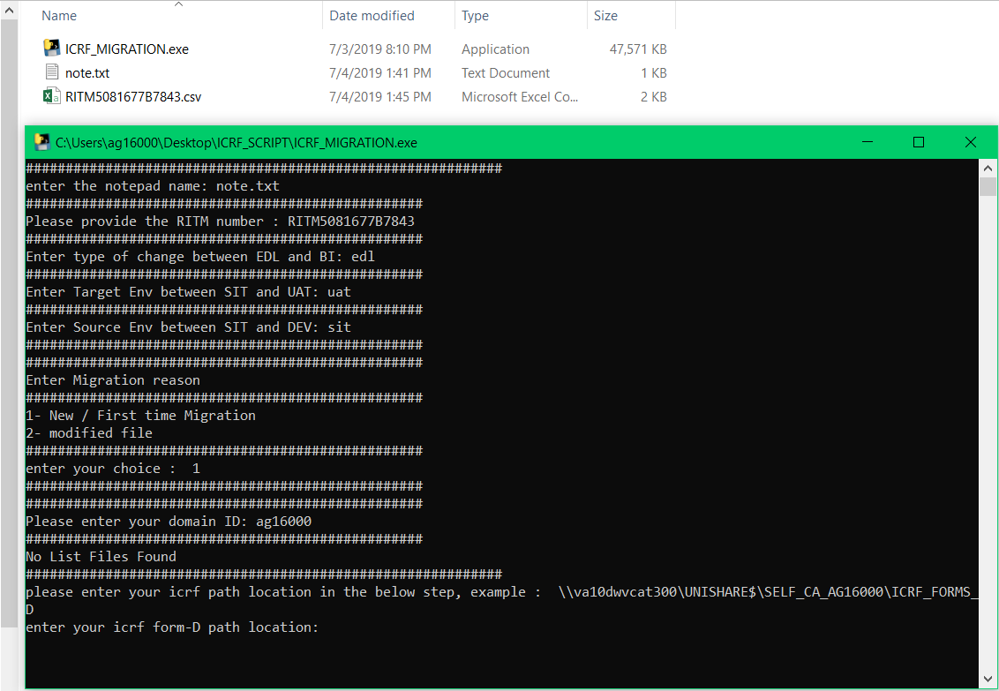 Name Date modified Type Size
ICRF_MIGRATION.exe 7/3/2019 8:10 PM Application 47,571 KB
note.txt 7/4/2019 1:41 PM Text Document 1 KB
RITM5081677B7843.csv 7/4/2019 1:45 PM Microsoft Excel Co... 2 KB
C:\Users\ag16000\Desktop\ICRF_SCRIPT\ICRF_MIGRATION.exe
############################################################
enter the notepad name: note.txt
##################################################
Please provide the RITM number : RITM5081677B7843
##################################################
Enter type of change between EDL and BI: edl
##################################################
Enter Target Env between SIT and UAT: uat
##################################################
Enter Source Env between SIT and DEV: sit
##################################################
##################################################
Enter Migration reason
##################################################
1- New / First time Migration
2- modified file
##################################################
enter your choice :  1
##################################################
##################################################
Please enter your domain ID: ag16000
##################################################
No List Files Found
############################################################
please enter your icrf path location in the below step, example :  \\va10dwvcat300\UNISHARE$\SELF_CA_AG16000\ICRF_FORMS_
D
enter your icrf form-D path location: